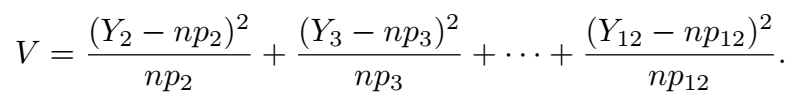 V = \frac{(Y_2 - np_2)^2}{np_2} + \frac{(Y_3 - np_3)^2}{np_3} + \cdots + \frac{(Y_{12} - np_{12})^2}{np_{12}}.